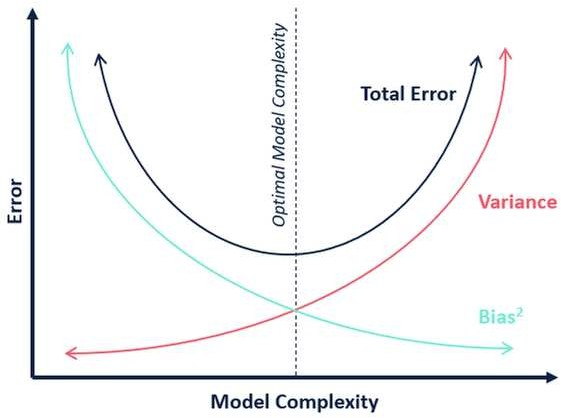 Optimal Model Complexity
Total Error
Error
Variance
Bias²
Model Complexity